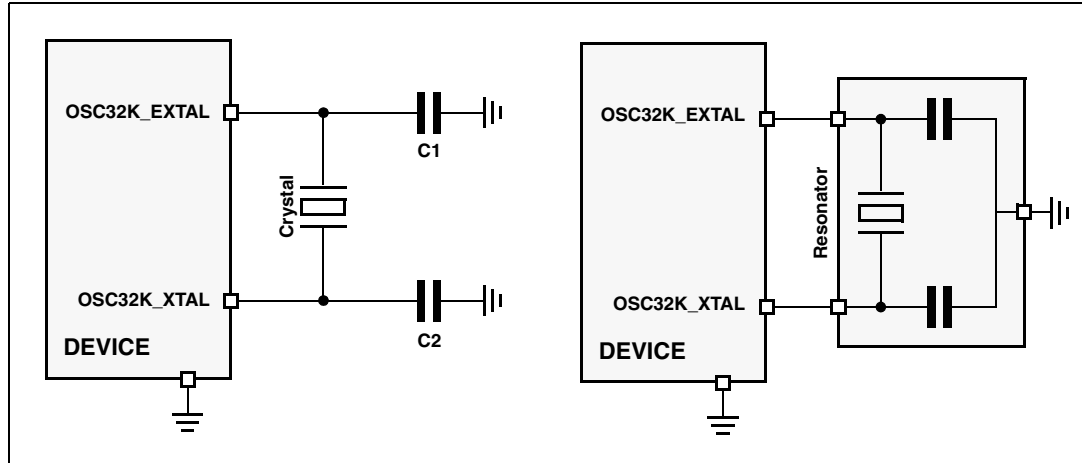 OSC32K_EXTAL
C1
Crystal
OSC32K_XTAL
C2
DEVICE
OSC32K_EXTAL
Resonator
OSC32K_XTAL
DEVICE